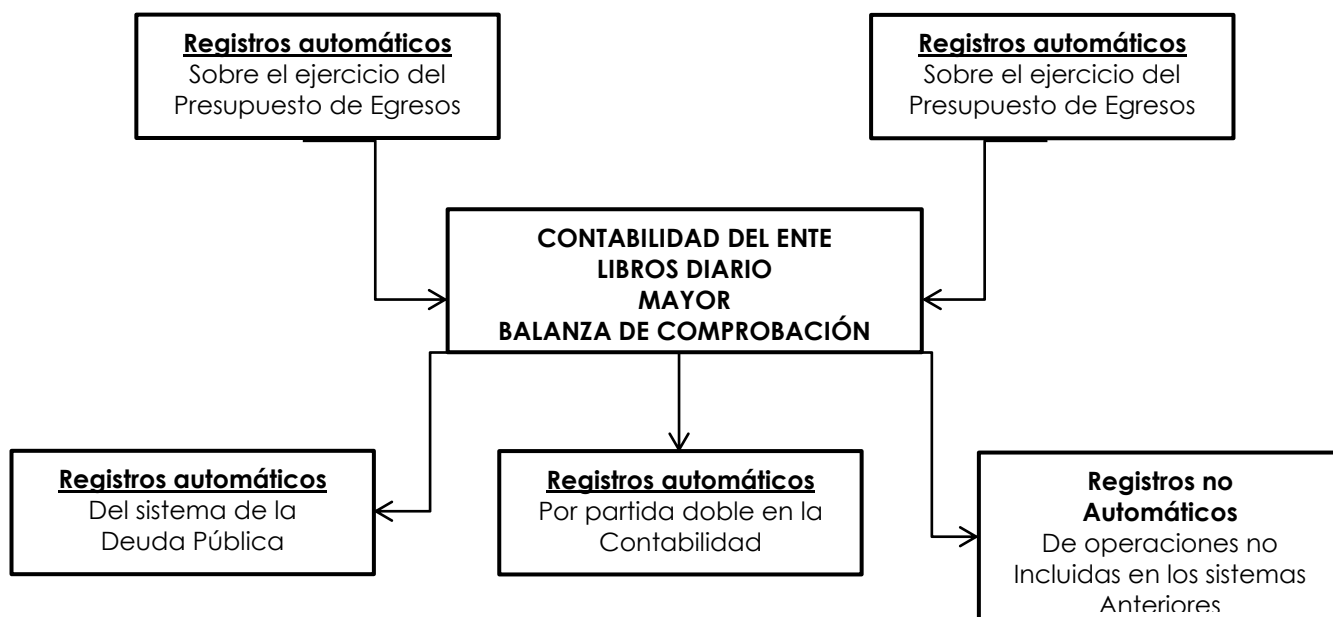 Registros automáticos
Sobre el ejercicio del
Presupuesto de Egresos
Registros automáticos
Sobre el ejercicio del
Presupuesto de Egresos
CONTABILIDAD DEL ENTE
LIBROS DIARIO
MAYOR
BALANZA DE COMPROBACIÓN
Registros automáticos
Del sistema de la
Deuda Pública
Registros automáticos
Por partida doble en la
Contabilidad
Registros no
Automáticos
De operaciones no
Incluidas en los sistemas
Anteriores